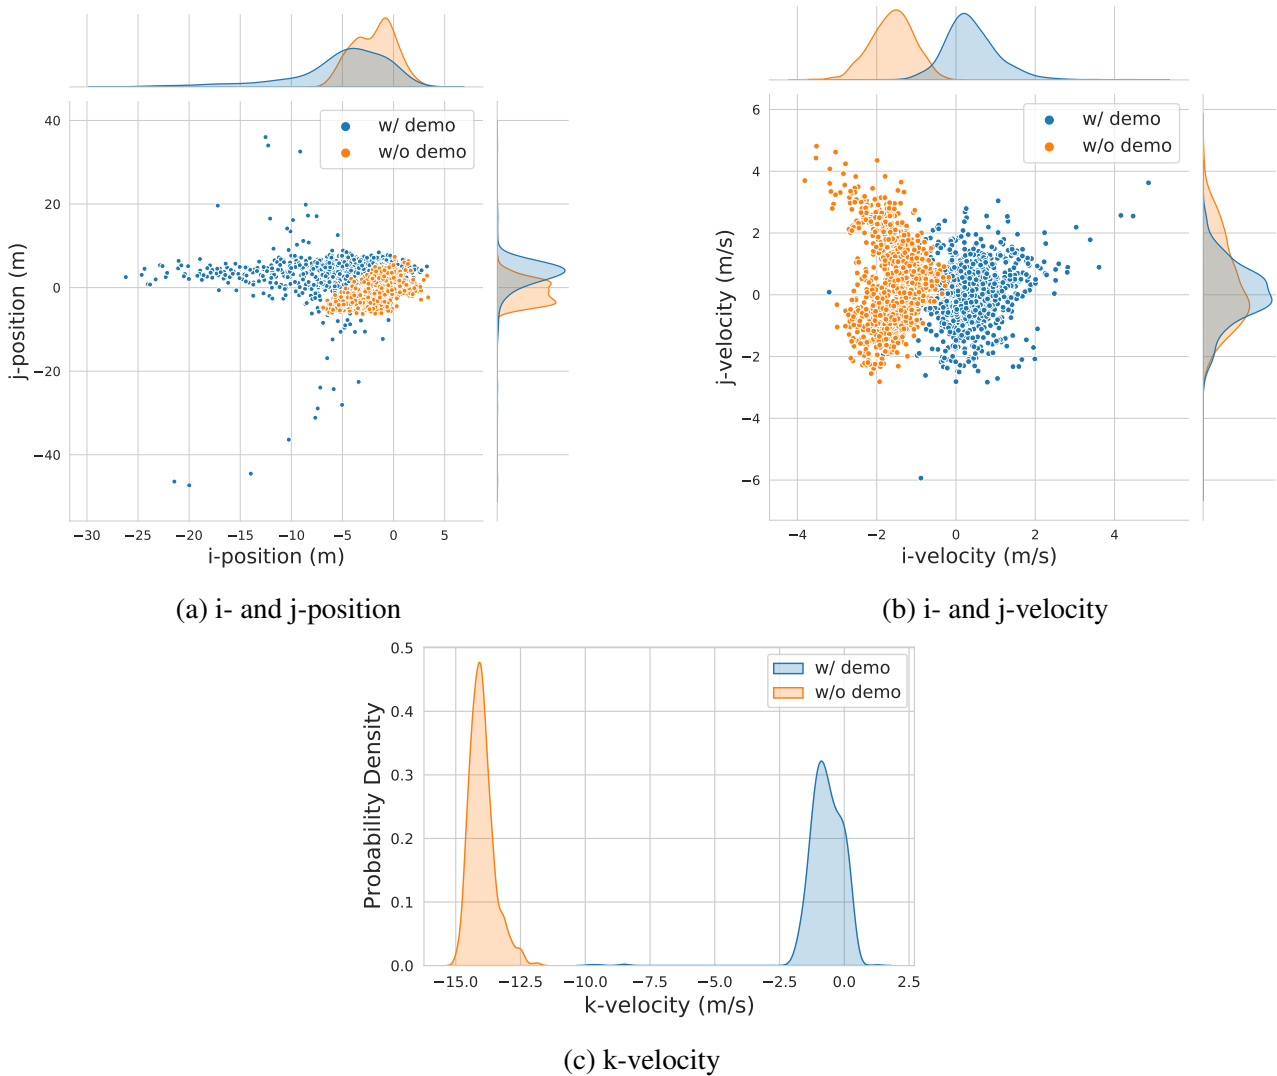 40
20
0
−20
−40
j-position (m)
w/ demo
w/o demo
−30 −25 −20 −15 −10 −5 0 5
i-position (m)
(a) i- and j-position
6
4
2
0
−2
−4
−6
j-velocity (m/s)
w/ demo
w/o demo
−4 −2 0 2 4
i-velocity (m/s)
(b) i- and j-velocity
0.5
0.4
0.3
0.2
0.1
0.0
Probability Density
w/ demo
w/o demo
−15.0 −12.5 −10.0 −7.5 −5.0 −2.5 0.0 2.5
k-velocity (m/s)
(c) k-velocity